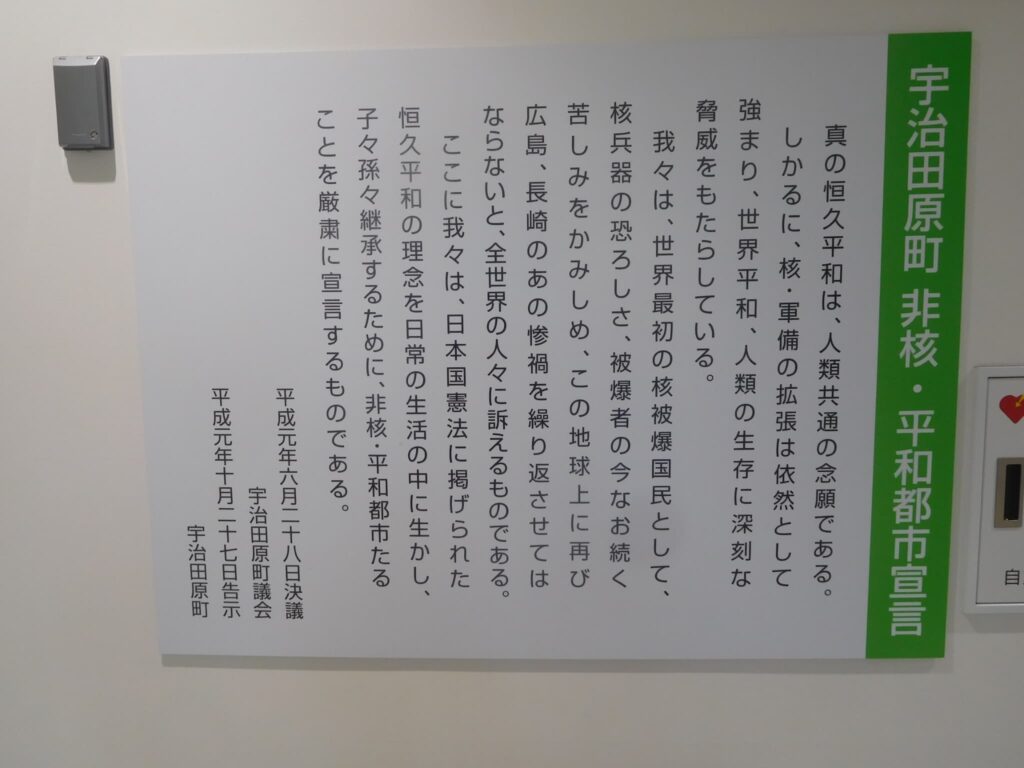 宇治田原町 非核・平和都市宣言
真の恒久平和は、人類共通の念願である。
しかるに、核・軍備の拡張は依然として
強まり、世界平和、人類の生存に深刻な
脅威をもたらしている。
我々は、世界最初の核被爆国民として、
核兵器の恐ろしさ、被爆者の今なお続く
苦しみをかみしめ、この地球上に再び
広島、長崎のあの惨禍を繰り返させては
ならないと、全世界の人々に訴えるものである。
ここに我々は、日本国憲法に掲げられた
恒久平和の理念を日常の生活の中に生かし、
子々孫々継承するために、非核・平和都市たる
ことを厳粛に宣言するものである。
平成元年六月二十八日決議
宇治田原町議会
平成元年十月二十七日告示
宇治田原町
自